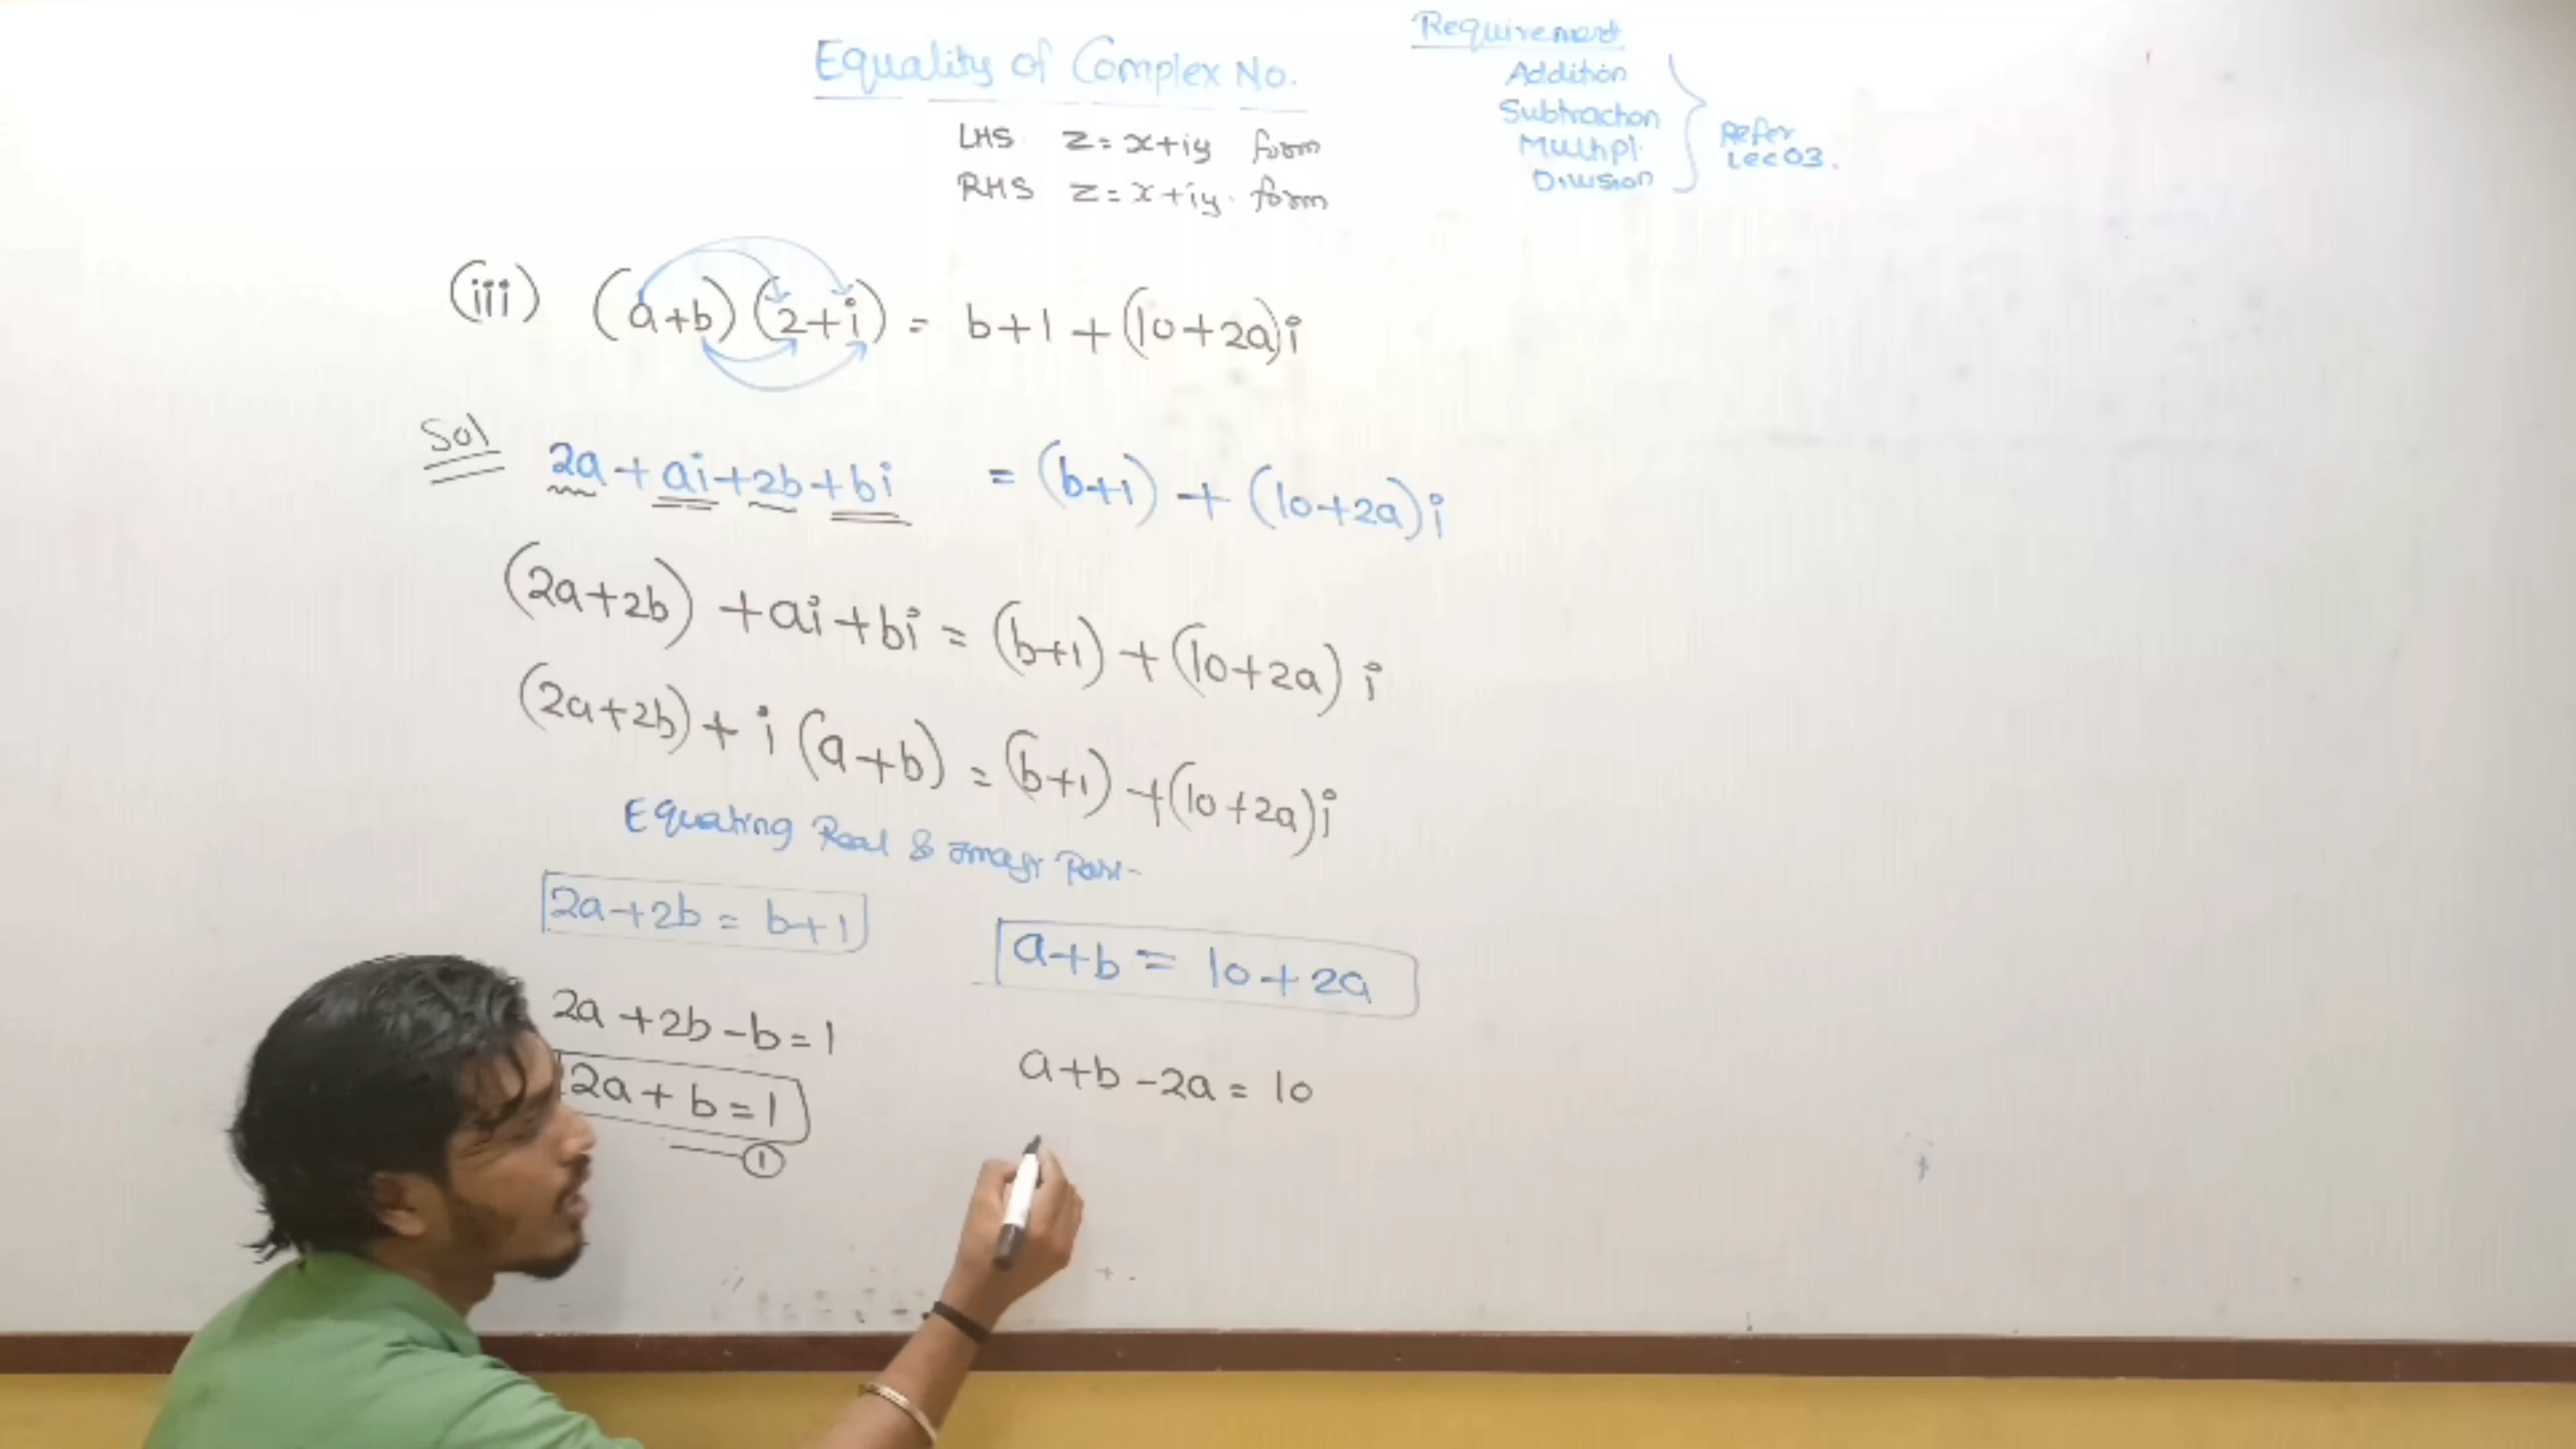 Equality of Complex No.
LHS z = x+iy form
RHS z = x+iy form
Requirement
Addition
Subtraction
Multipl.
Division
Refer
Lec 03.
(iii) (a+b)(2+i) = b+1+(10+2a)i
Sol 2a+ai+2b+bi = (b+1)+(10+2a)i
(2a+2b)+ai+bi = (b+1)+(10+2a)i
(2a+2b)+i(a+b) = (b+1)+(10+2a)i
Equating Real & Imagi Part
2a+2b = b+1
a+b = 10+2a
2a+2b-b=1
a+b-2a=10
2a+b=1
1